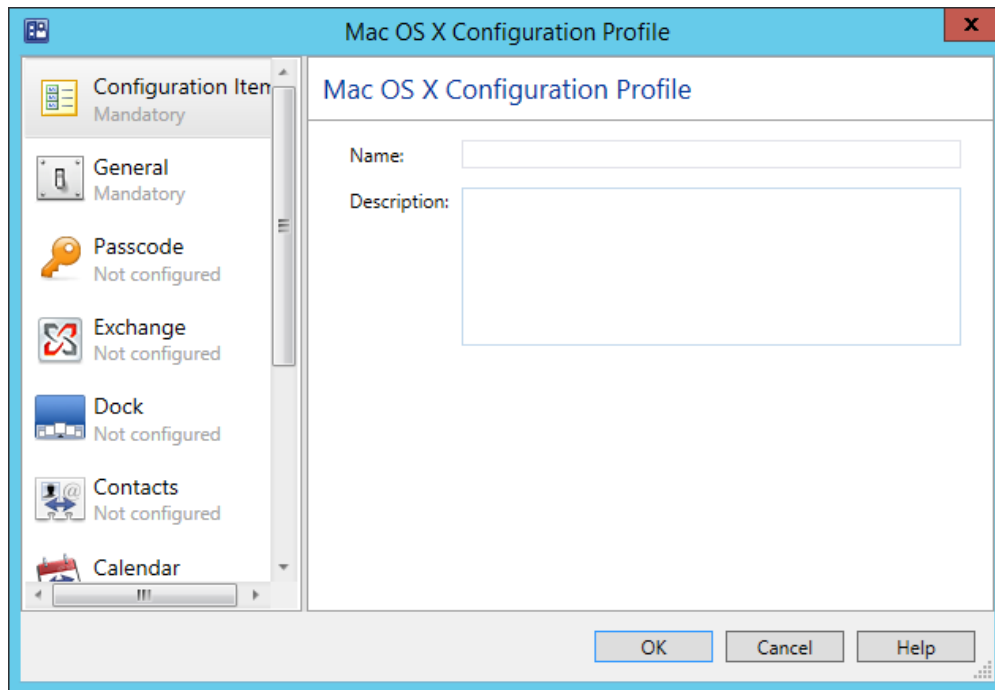 Mac OS X Configuration Profile
x
Configuration Item
Mandatory
General
Mandatory
Passcode
Not configured
Exchange
Not configured
Dock
Not configured
Contacts
Not configured
Calendar
Mac OS X Configuration Profile
Name:
Description:
OK
Cancel
Help